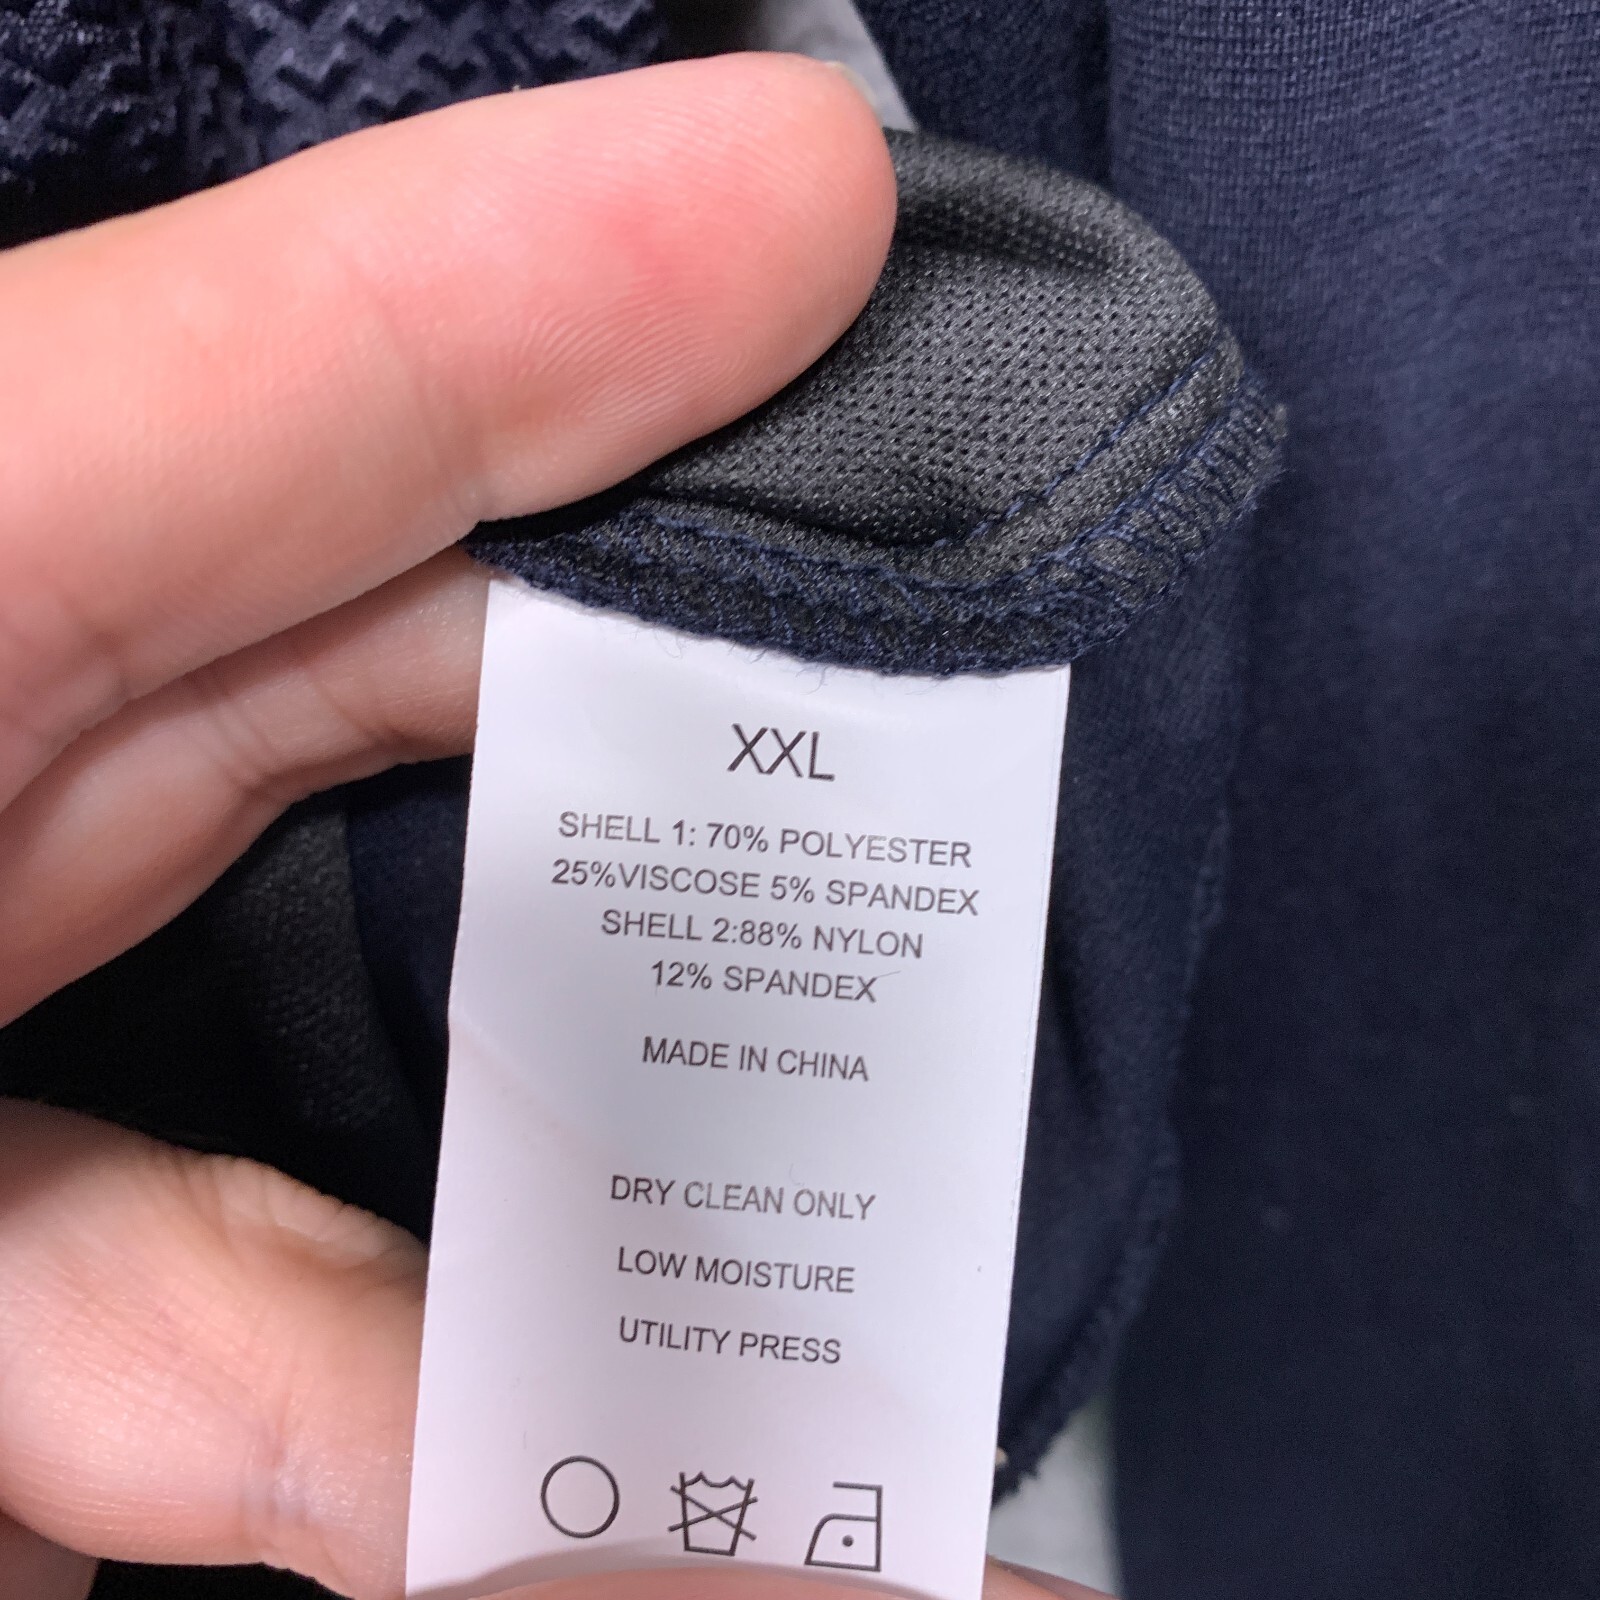 XXL
SHELL 1: 70% POLYESTER
25%VISCOSE 5% SPANDEX
SHELL 2:88% NYLON
12% SPANDEX
MADE IN CHINA
DRY CLEAN ONLY
LOW MOISTURE
UTILITY PRESS